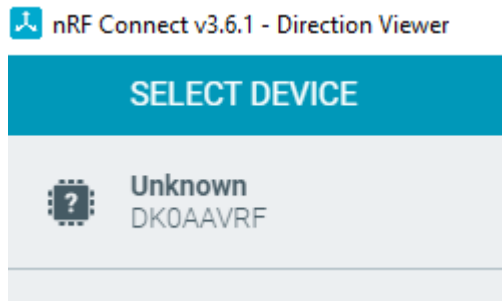 nRF Connect v3.6.1 - Direction Viewer
SELECT DEVICE
?
Unknown
DK0AAVRF